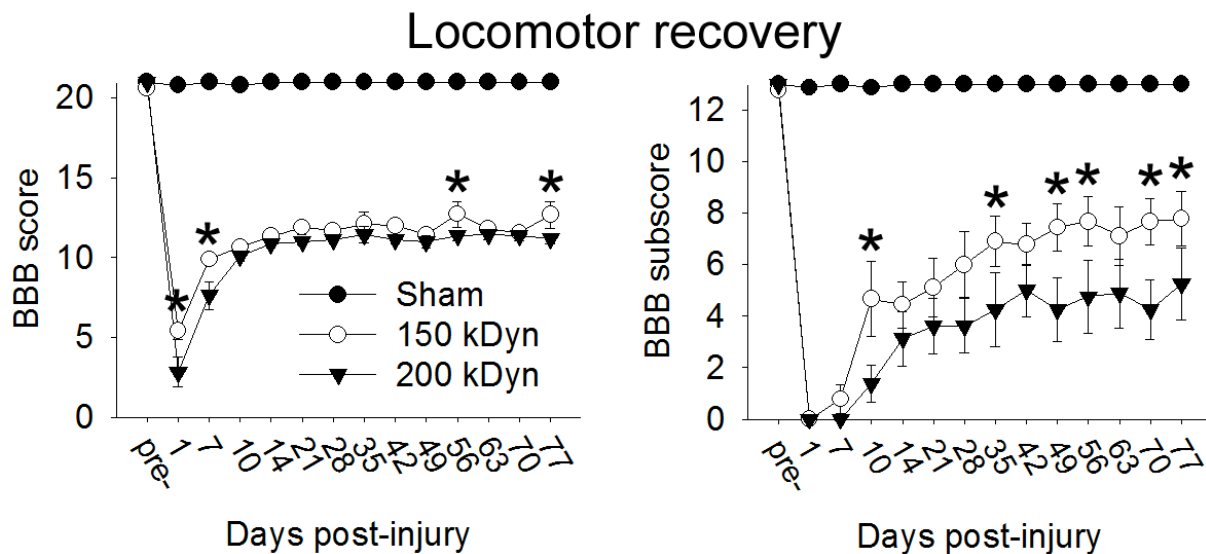 Locomotor recovery
BBB score
20
15
10
5
0
*
*
*
*
Sham
150 kDyn
200 kDyn
pre- 1 7 10 14 21 28 35 42 49 56 63 70 77
Days post-injury
BBB subscore
12
10
8
6
4
2
0
*
*
*
*
*
*
pre- 1 7 10 14 21 28 35 42 49 56 63 70 77
Days post-injury